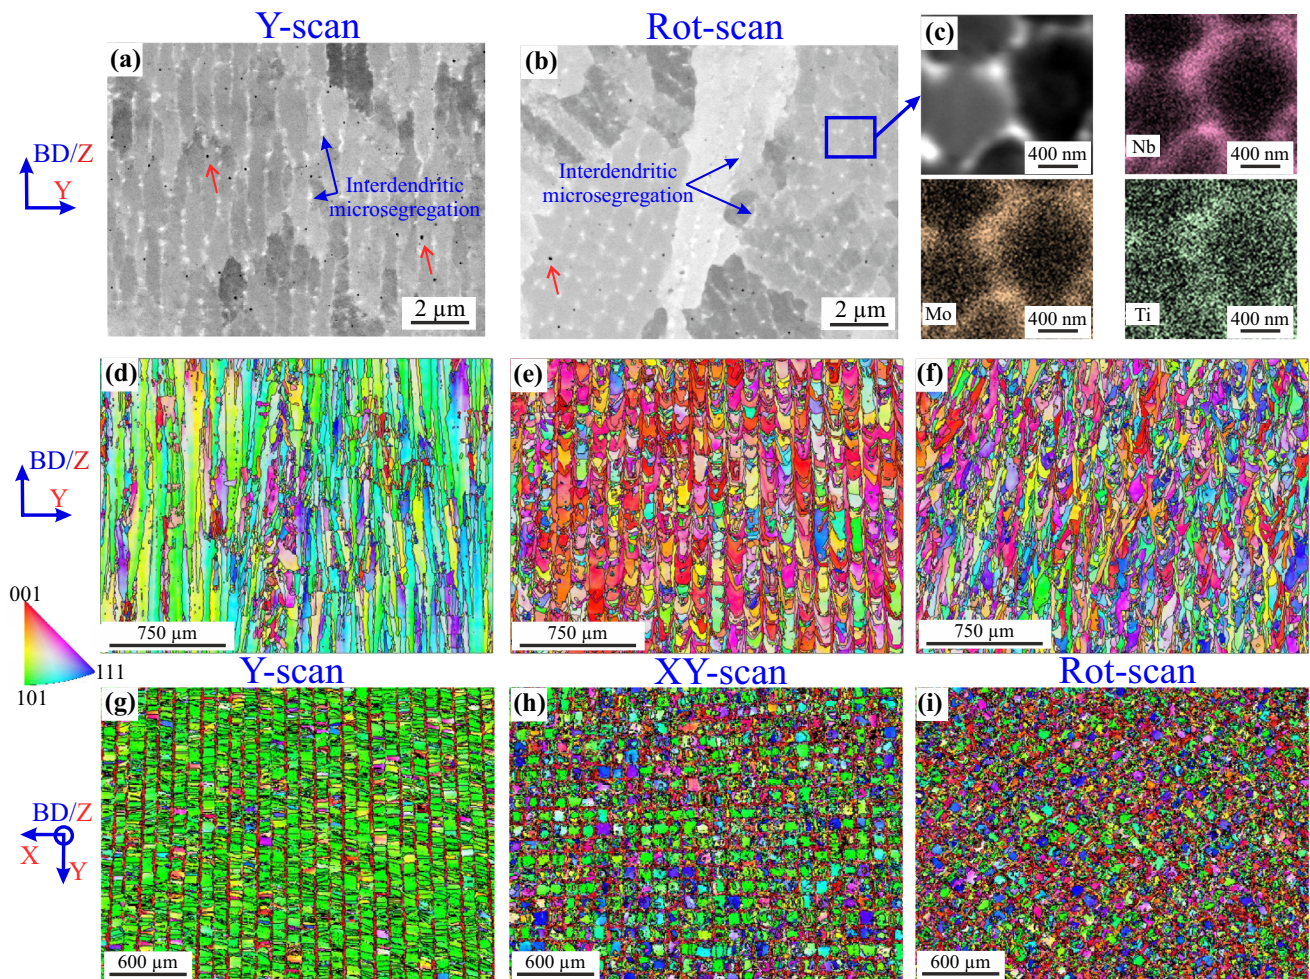 Y-scan
Rot-scan
(a)
(b)
(c)
BD/Z
Y
Interdendritic
microsegregation
2 µm
Interdendritic
microsegregation
2 µm
400 nm
Nb
400 nm
Mo
400 nm
Ti
400 nm
(d)
(e)
(f)
BD/Z
Y
001
111
101
750 µm
750 µm
750 µm
Y-scan
XY-scan
Rot-scan
(g)
(h)
(i)
BD/Z
X
Y
600 µm
600 µm
600 µm